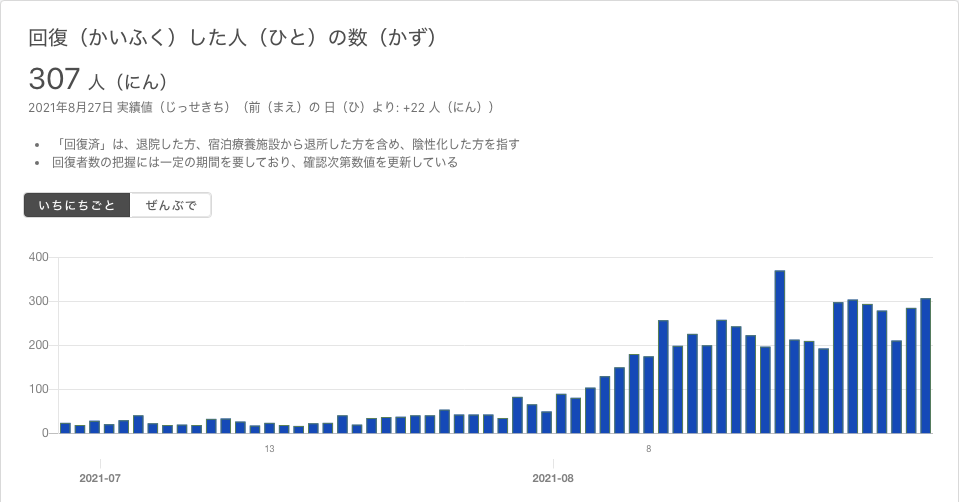 回復（かいふく）した人（ひと）の数（かず）
307 人（にん）
2021年8月27日 実績値（じっせきち）（前（まえ）の 日（ひ）より: +22 人（にん））
• 「回復済」は、退院した方、宿泊療養施設から退所した方を含め、陰性化した方を指す
• 回復者数の把握には一定の期間を要しており、確認次第数値を更新している
いちにちごと ぜんぶで
400
300
200
100
0
13 8
2021-07 2021-08